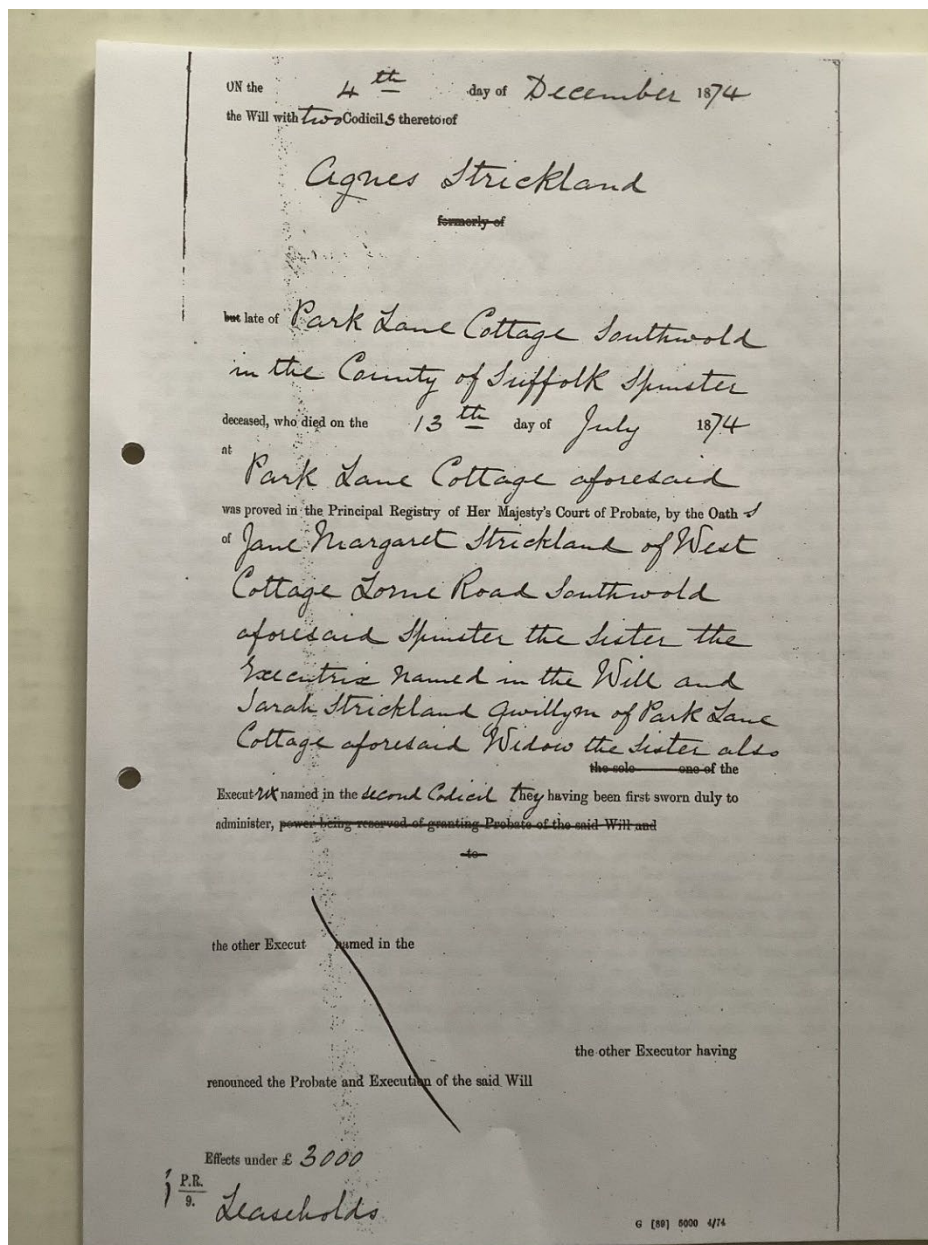 ON the 4th day of December 1874
the Will with two Codicils thereto of
Agnes Strickland
formerly of
but late of Park Lane Cottage Southwold
in the County of Suffolk Spinster
deceased, who died on the 13th day of July 1874
at
Park Lane Cottage aforesaid
was proved in the Principal Registry of Her Majesty's Court of Probate, by the Oath s
of Jane Margaret Strickland of West
Cottage Lorne Road Southwold
aforesaid Spinster the Sister the
Executrix named in the Will and
Sarah Strickland Gwillym of Park Lane
Cottage aforesaid Widow the Sister also
the sole one of the
Executrix named in the second Codicil they having been first sworn duly to
administer, power being reserved of granting Probate of the said Will and
to
the other Execut named in the
the other Executor having
renounced the Probate and Execution of the said Will
Effects under £ 3000
P.R.
9.
Leaseholds
G [89] 5000 4/74